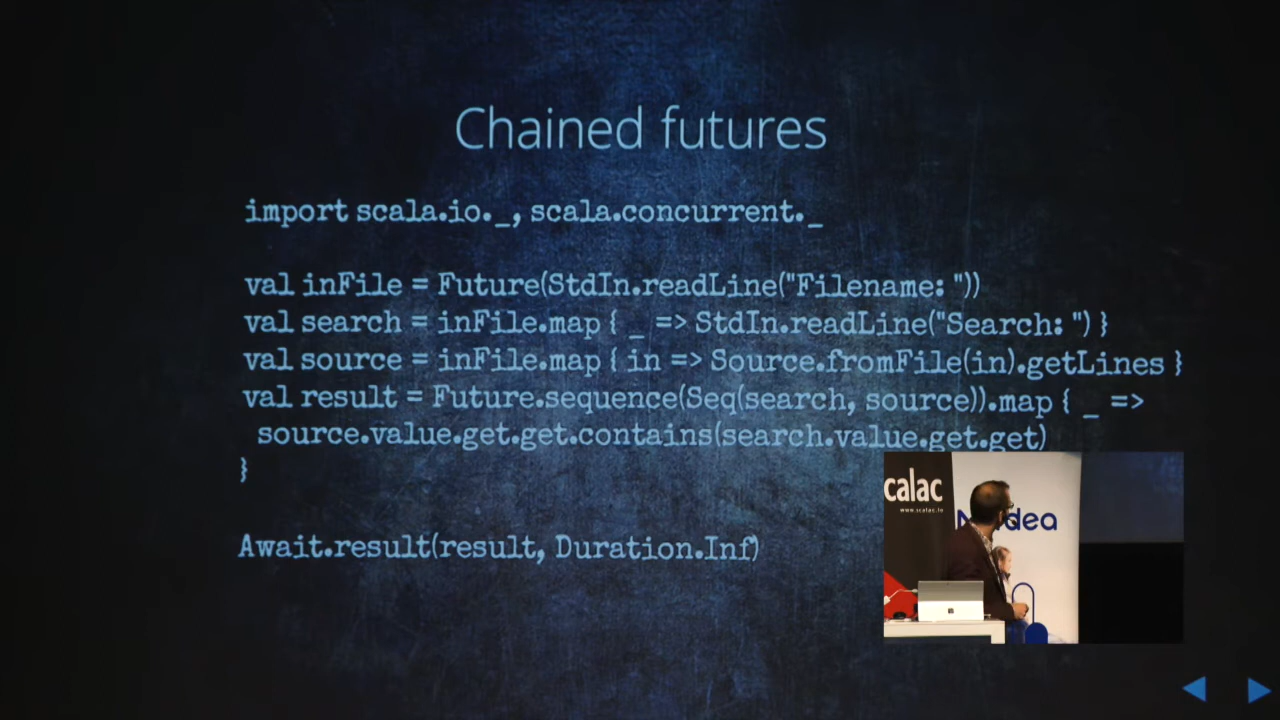 Chained futures
import scala.io._, scala.concurrent._
val inFile = Future(StdIn.readLine("Filename: "))
val search = inFile.map { _ => StdIn.readLine("Search: ") }
val source = inFile.map { in => Source.fromFile(in).getLines }
val result = Future.sequence(Seq(search, source)).map { _ =>
source.value.get.get.contains(search.value.get.get)
}
Await.result(result, Duration.Inf)
calac
www.scalac.io
dea